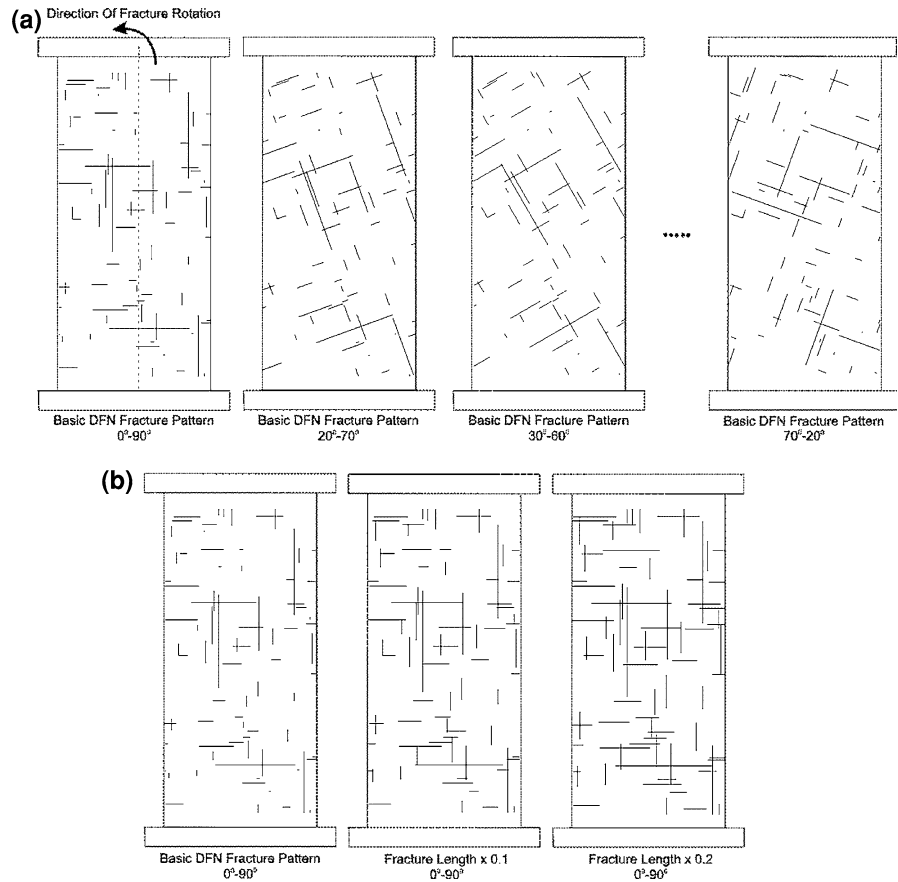 (a)
Direction Of Fracture Rotation
Basic DFN Fracture Pattern
0°-90°
Basic DFN Fracture Pattern
20°-70°
Basic DFN Fracture Pattern
30°-60°
.....
Basic DFN Fracture Pattern
70°-20°
(b)
Basic DFN Fracture Pattern
0°-90°
Fracture Length x 0.1
0°-90°
Fracture Length x 0.2
0°-90°